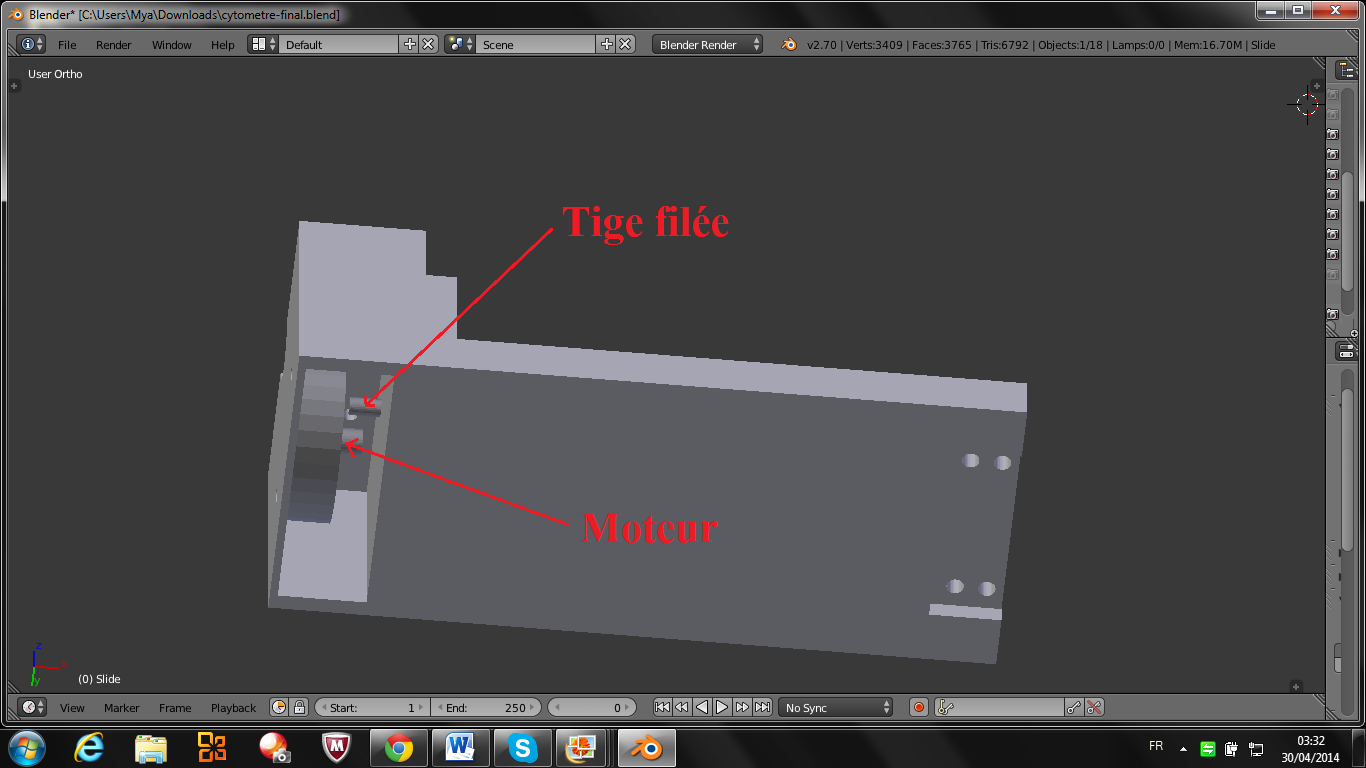 Blender* [C:\Users\Mya\Downloads\cytometre-final.blend]
File Render Window Help Default Scene Blender Render v2.70 | Verts:3409 | Faces:3765 | Tris:6792 | Objects:1/18 | Lamps:0/0 | Mem:16.70M | Slide
User Ortho
Tige filée
Moteur
z
x
y
(0) Slide
View Marker Frame Playback Start: 1 End: 250 0 No Sync
FR
03:32
30/04/2014